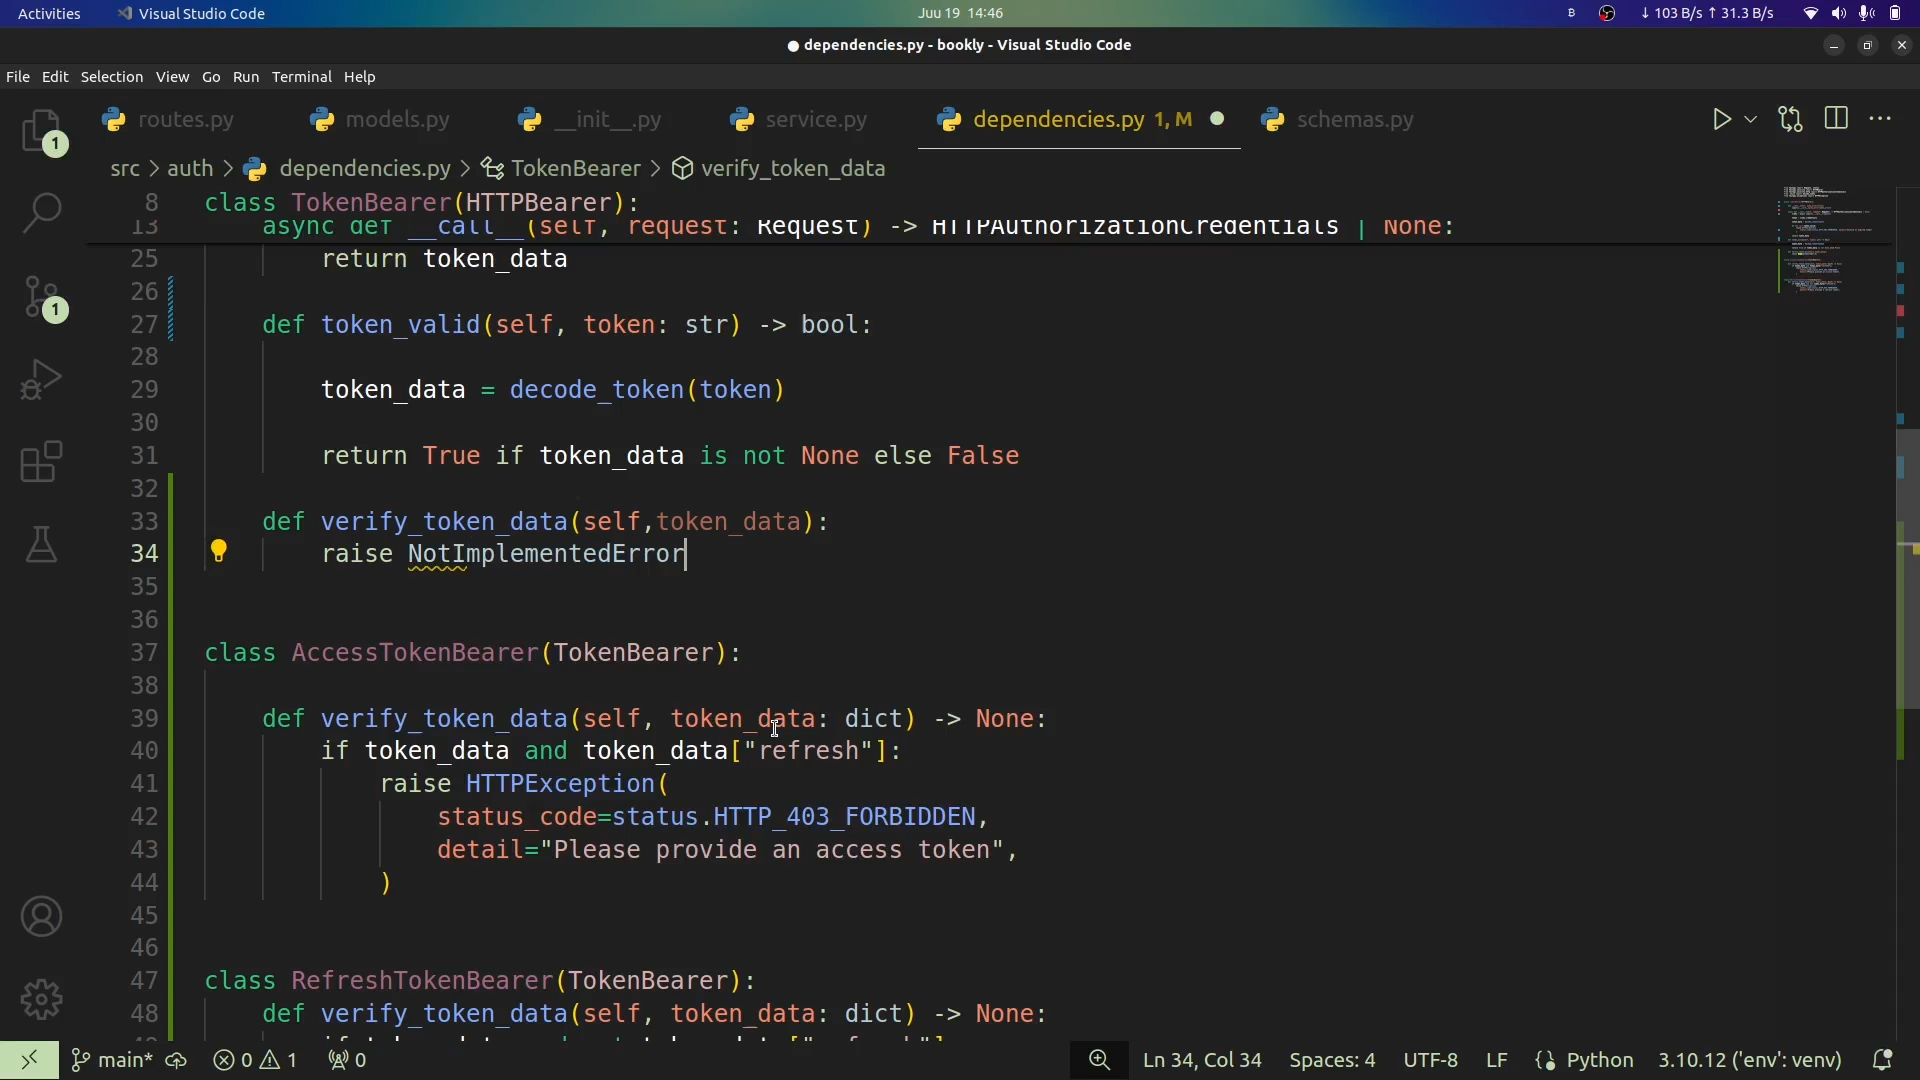 Activities Visual Studio Code Juu 19 14:46 B ↓ 103 B/s ↑ 31.3 B/s
● dependencies.py - bookly - Visual Studio Code
File Edit Selection View Go Run Terminal Help
routes.py models.py __init__.py service.py dependencies.py 1, M schemas.py
src > auth > dependencies.py > TokenBearer > verify_token_data
8 class TokenBearer(HTTPBearer):
13 async def __call__(self, request: Request) -> HTTPAuthorizationCredentials | None:
25 return token_data
26
27 def token_valid(self, token: str) -> bool:
28
29 token_data = decode_token(token)
30
31 return True if token_data is not None else False
32
33 def verify_token_data(self,token_data):
34 raise NotImplementedError
35
36
37 class AccessTokenBearer(TokenBearer):
38
39 def verify_token_data(self, token_data: dict) -> None:
40 if token_data and token_data["refresh"]:
41 raise HTTPException(
42 status_code=status.HTTP_403_FORBIDDEN,
43 detail="Please provide an access token",
44 )
45
46
47 class RefreshTokenBearer(TokenBearer):
48 def verify_token_data(self, token_data: dict) -> None:
1
1
main* 0 1 0 Ln 34, Col 34 Spaces: 4 UTF-8 LF Python 3.10.12 ('env': venv)